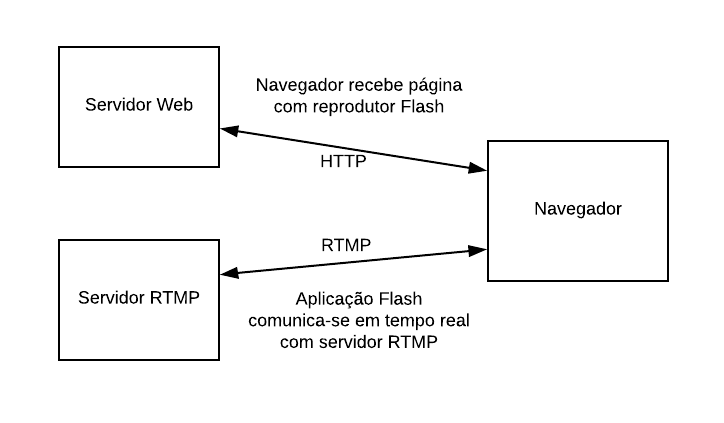 Servidor Web
Navegador recebe página
com reprodutor Flash
HTTP
Navegador
RTMP
Servidor RTMP
Aplicação Flash
comunica-se em tempo real
com servidor RTMP